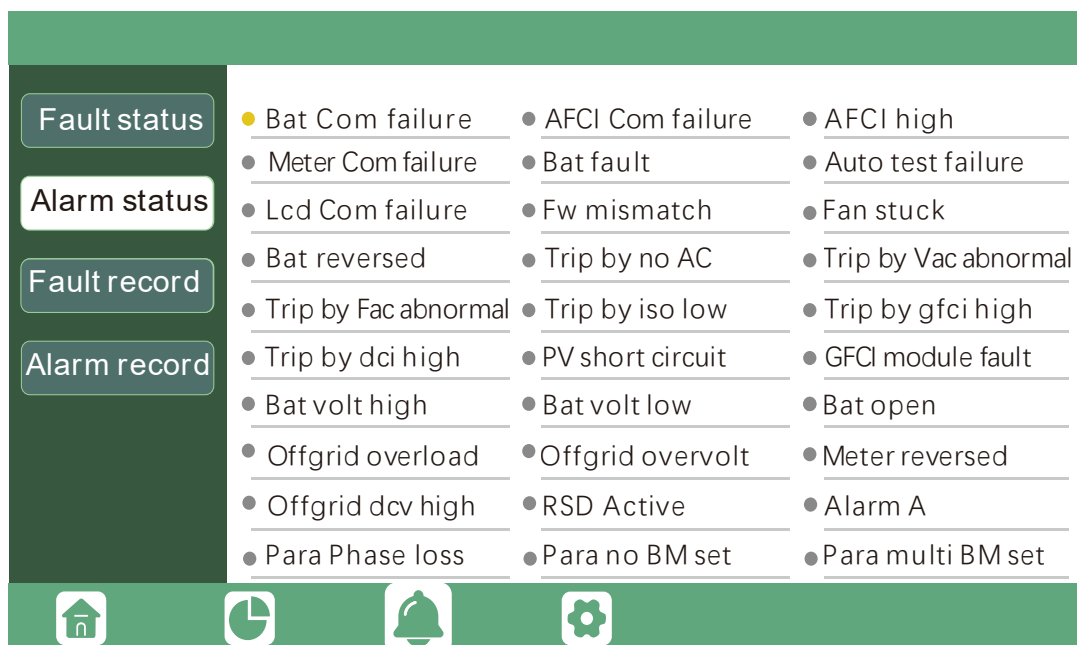 Fault status
Alarm status
Fault record
Alarm record
Bat Com failure AFCI Com failure AFCI high
Meter Com failure Bat fault Auto test failure
Lcd Com failure Fw mismatch Fan stuck
Bat reversed Trip by no AC Trip by Vac abnormal
Trip by Fac abnormal Trip by iso low Trip by gfci high
Trip by dci high PV short circuit GFCI module fault
Bat volt high Bat volt low Bat open
Offgrid overload Offgrid overvolt Meter reversed
Offgrid dcv high RSD Active Alarm A
Para Phase loss Para no BM set Para multi BM set